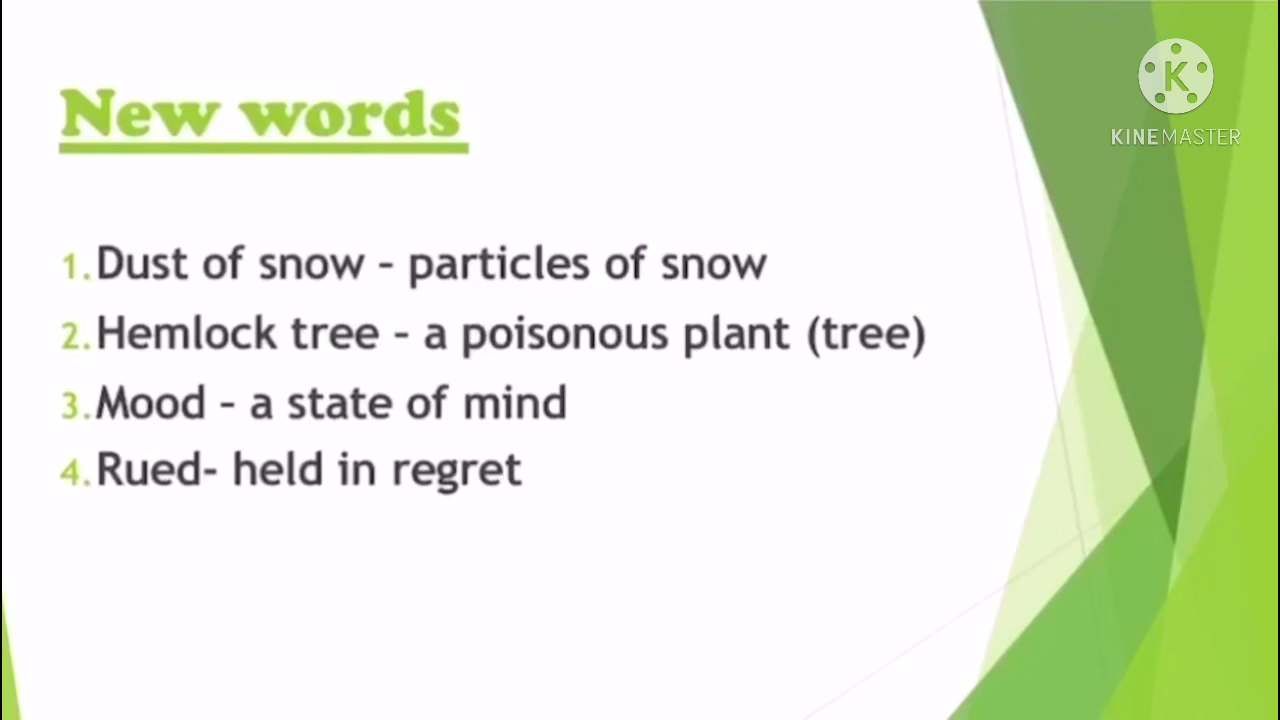 New words
K
KINEMASTER
1. Dust of snow – particles of snow
2. Hemlock tree – a poisonous plant (tree)
3. Mood – a state of mind
4. Rued- held in regret